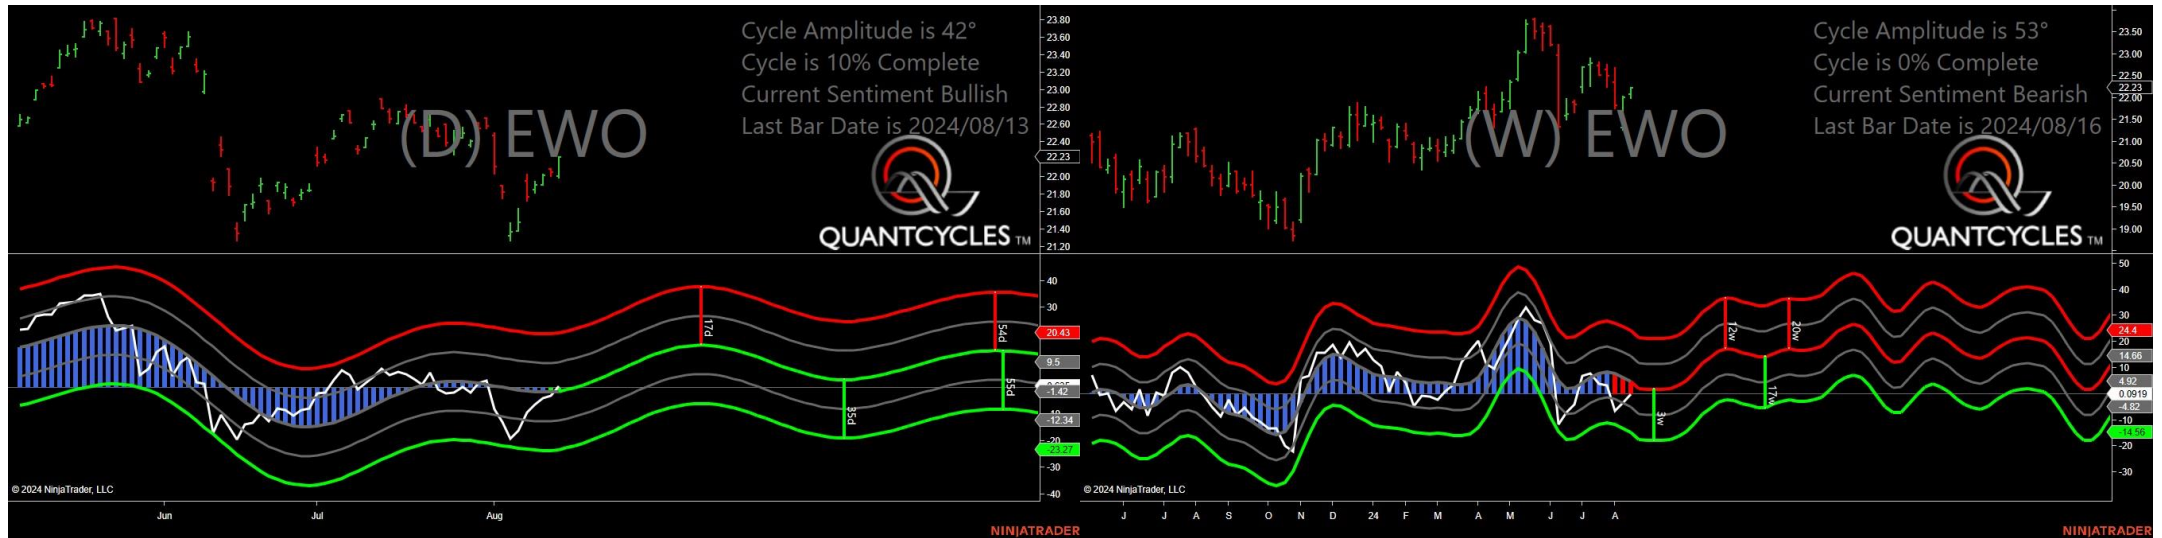 Cycle Amplitude is 42°
Cycle is 10% Complete
Current Sentiment Bullish
Last Bar Date is 2024/08/13
(D) EWO
QUANTCYCLES TM
23.80
23.60
23.40
23.20
23.00
22.80
22.60
22.40
22.23
22.00
21.80
21.60
21.40
21.20
17d
54d
35d
55d
40
30
20.43
9.5
-1.42
-12.34
-20
-23.27
-30
-40
© 2024 NinjaTrader, LLC
Jun
Jul
Aug
NINJATRADER
Cycle Amplitude is 53°
Cycle is 0% Complete
Current Sentiment Bearish
Last Bar Date is 2024/08/16
(W) EWO
QUANTCYCLES TM
23.50
23.00
22.50
22.23
22.00
21.50
21.00
20.50
20.00
19.50
19.00
12w
20w
17w
3w
50
40
30
24.4
20
14.66
4.92
0.0919
-4.82
-10
-14.56
-20
-30
© 2024 NinjaTrader, LLC
J J A S O N D 24 F M A M J J A
NINJATRADER